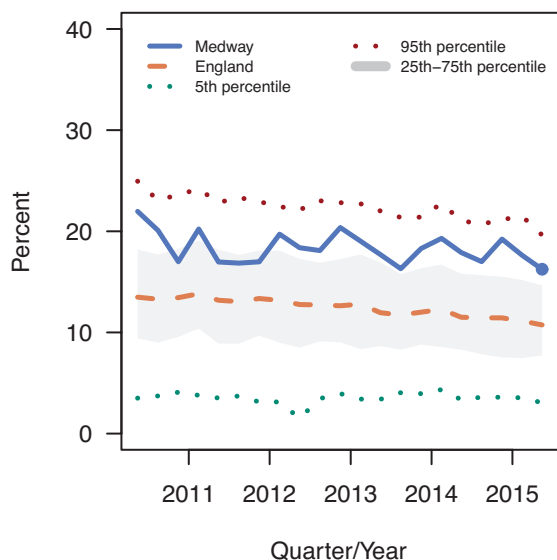 40
30
20
10
0
Percent
Medway
England
5th percentile
95th percentile
25th–75th percentile
2011 2012 2013 2014 2015
Quarter/Year